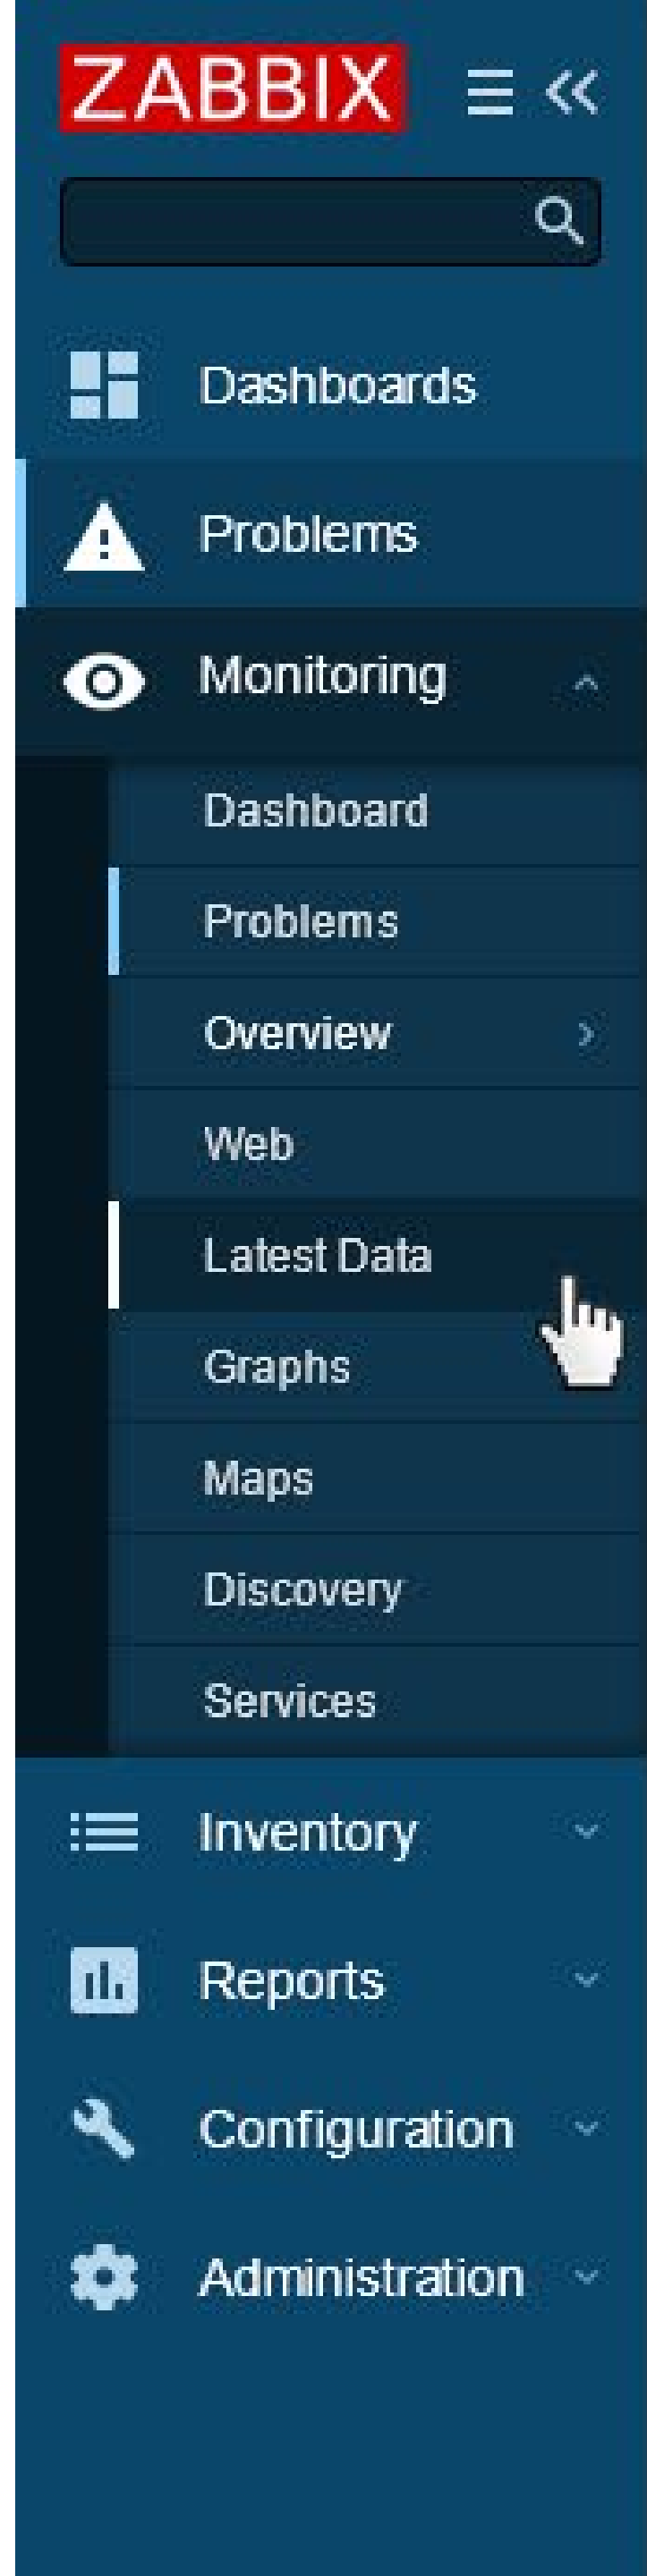 ZABBIX
Dashboards
Problems
Monitoring
Dashboard
Problems
Overview
Web
Latest Data
Graphs
Maps
Discovery
Services
Inventory
Reports
Configuration
Administration